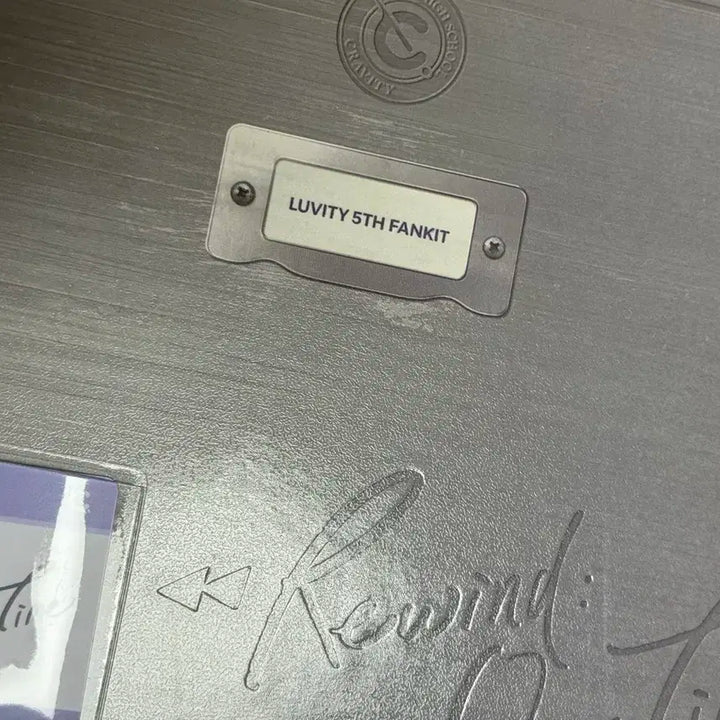 HIGH SCHOOL
CRAVITY
LUVITY 5TH FANKIT
Rewind: